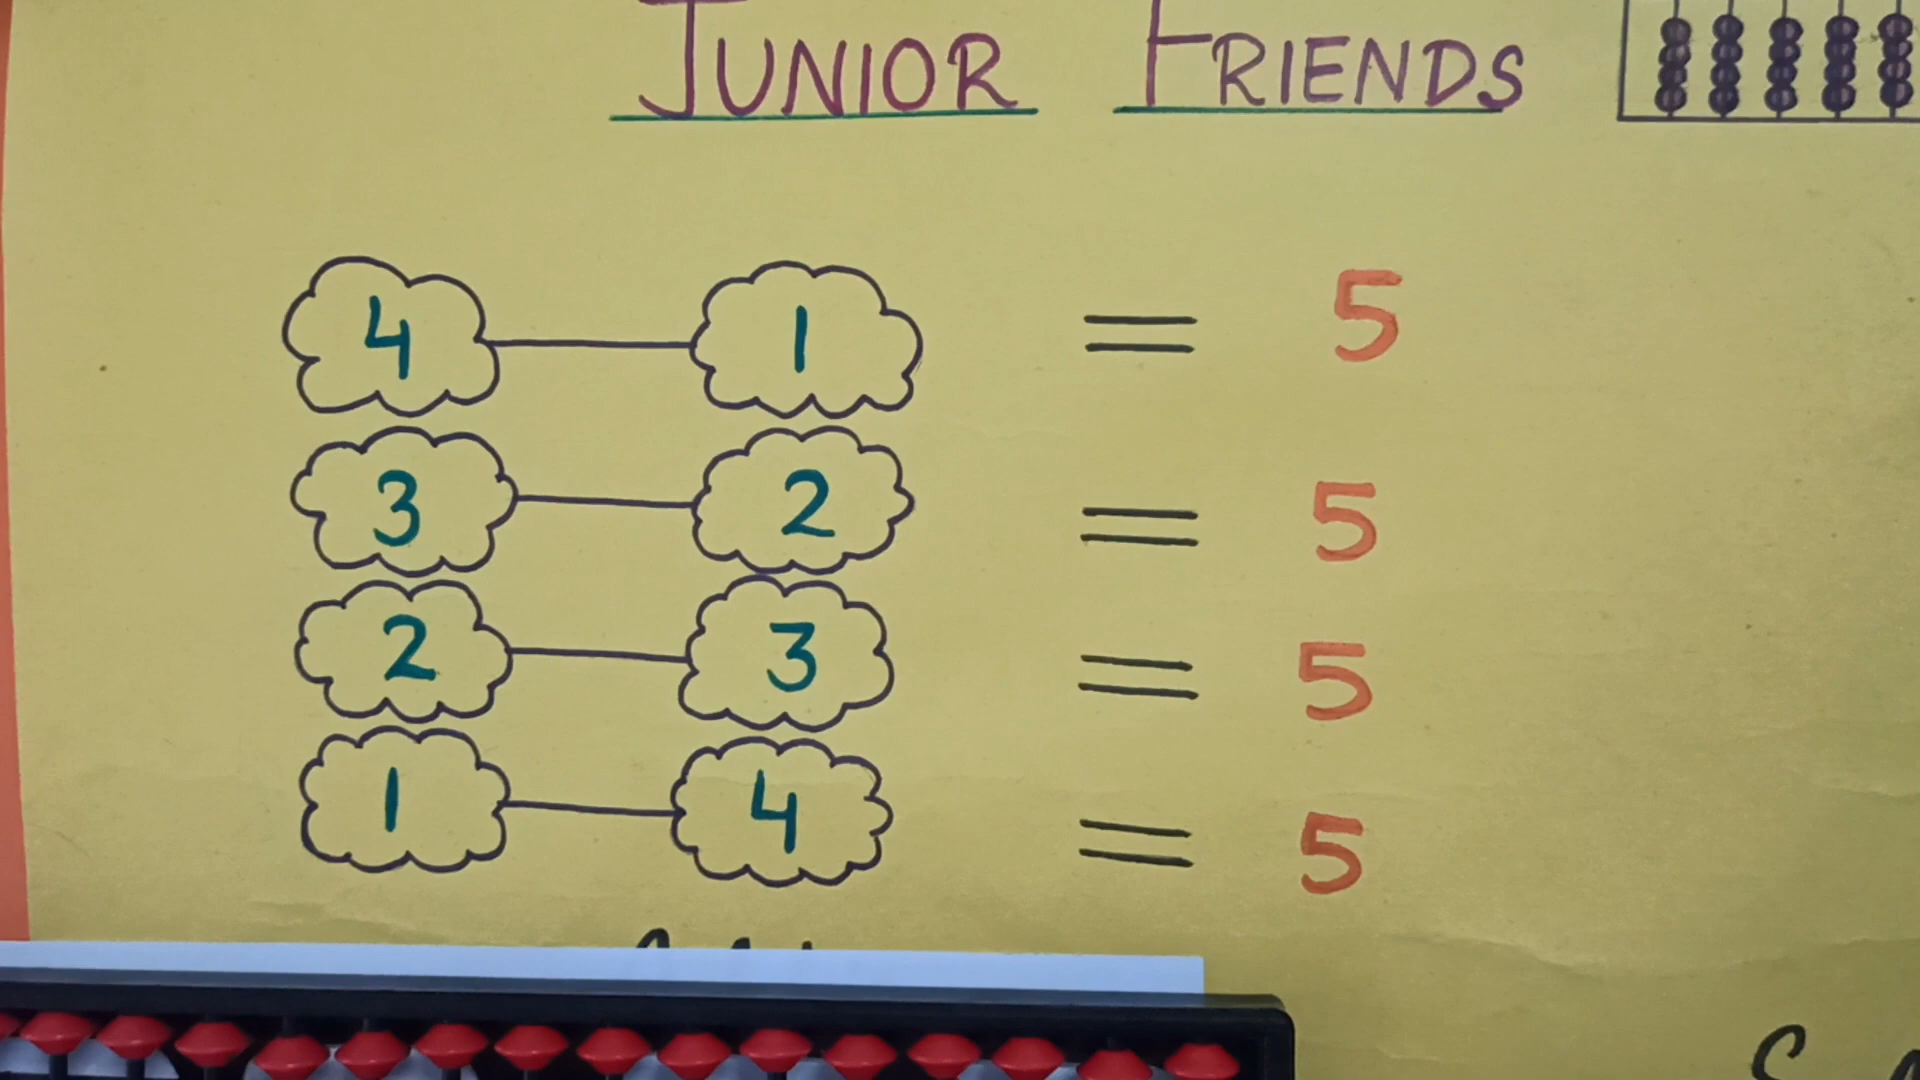 JUNIOR FRIENDS
4 1 = 5
3 2 = 5
2 3 = 5
1 4 = 5